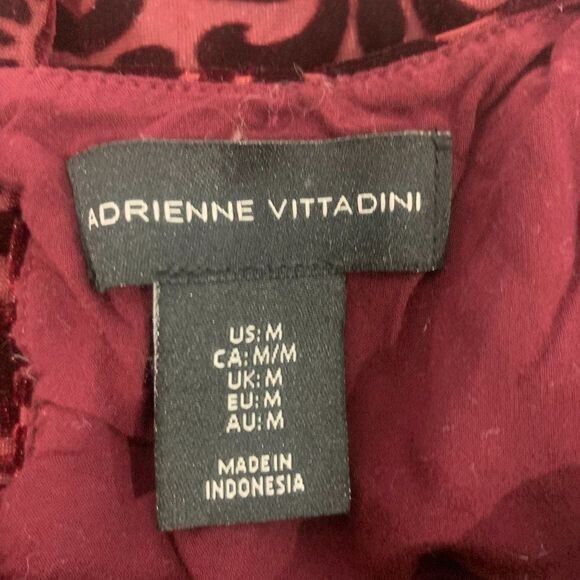 ADRIENNE VITTADINI
US: M
CA: M/M
UK: M
EU: M
AU: M
MADE IN
INDONESIA